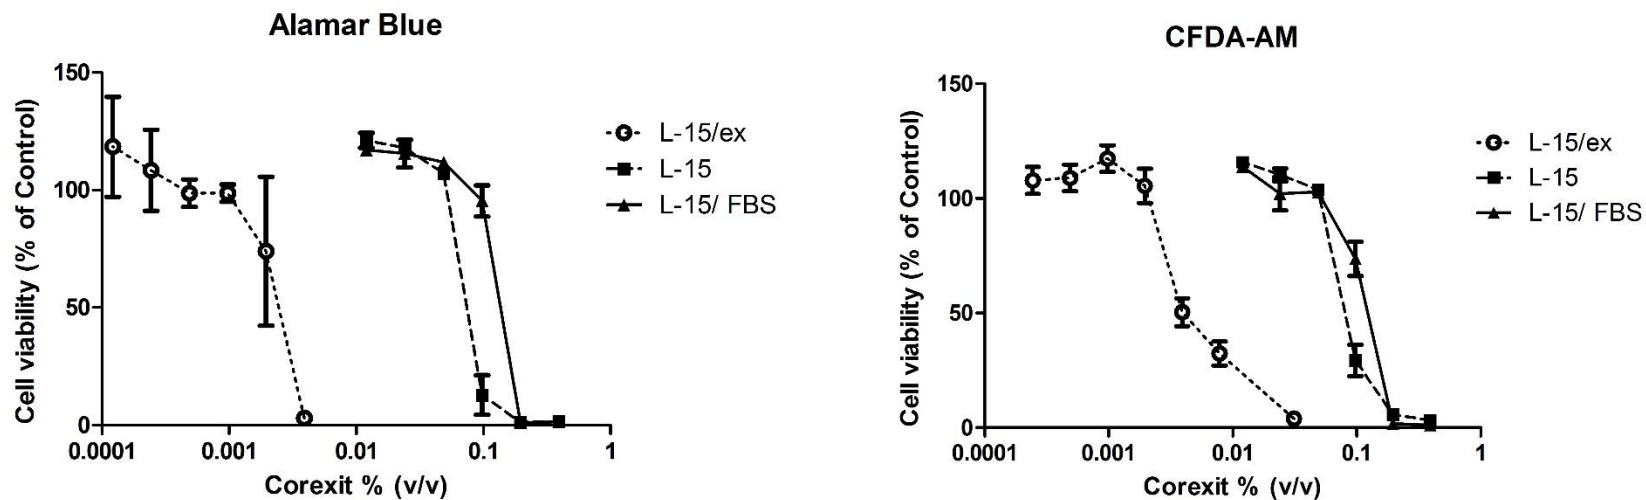 Alamar Blue
Cell viability (% of Control)
150
100
50
0
0.0001
0.001
0.01
0.1
1
Corexit % (v/v)
L-15/ex
L-15
L-15/ FBS
CFDA-AM
Cell viability (% of Control)
150
100
50
0
0.0001
0.001
0.01
0.1
1
Corexit % (v/v)
L-15/ex
L-15
L-15/ FBS